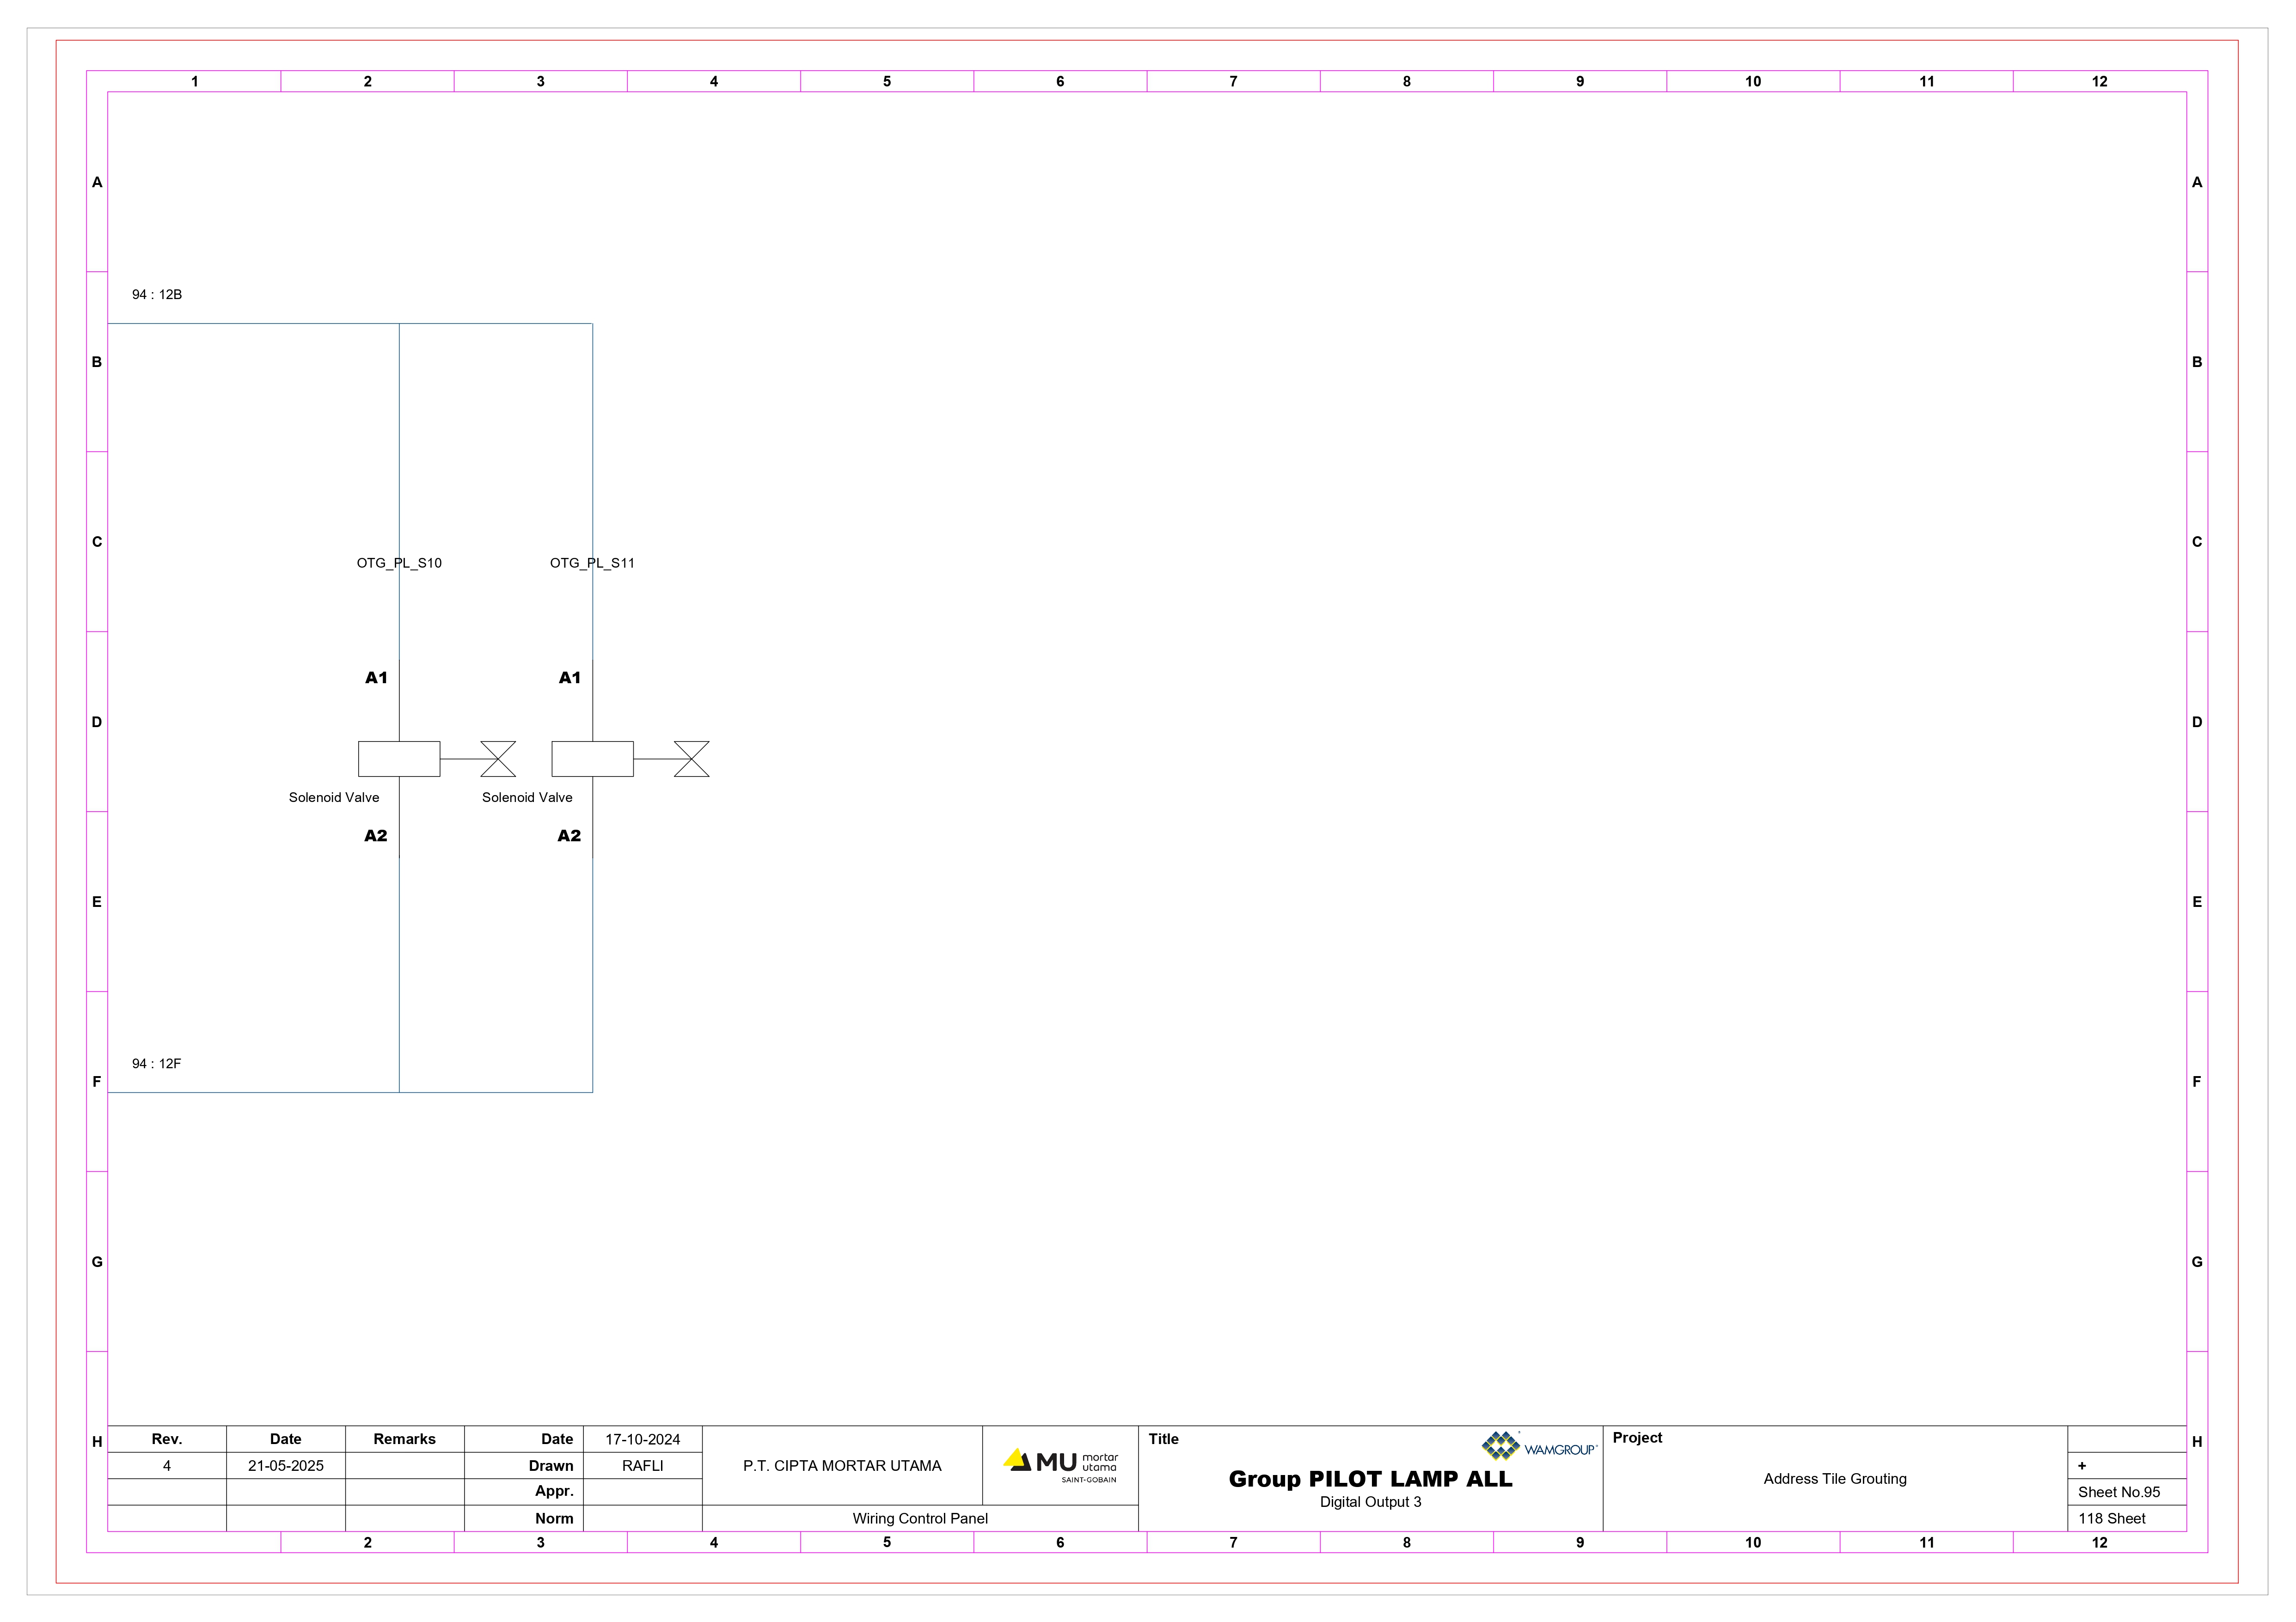 1 2 3 4 5 6 7 8 9 10 11 12
A A
94 : 12B
B B
C C
OTG_PL_S10 OTG_PL_S11
A1 A1
D D
Solenoid Valve Solenoid Valve
A2 A2
E E
94 : 12F
F F
G G
H H
Rev. Date Remarks Date 17-10-2024
4 21-05-2025 Drawn RAFLI
Appr.
Norm
P.T. CIPTA MORTAR UTAMA
MU mortar
utama
SAINT-GOBAIN
Wiring Control Panel
Title
WAMGROUP®
Group PILOT LAMP ALL
Digital Output 3
Project
Address Tile Grouting
+
Sheet No.95
118 Sheet
2 3 4 5 6 7 8 9 10 11 12